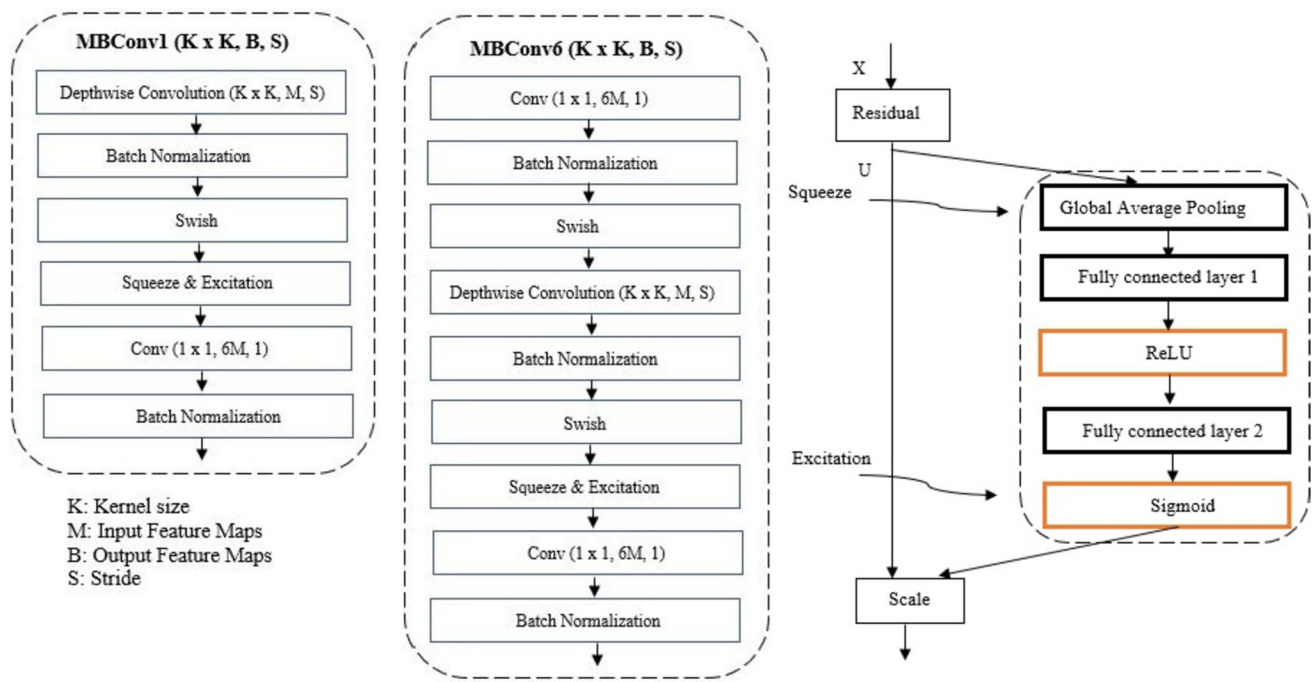 MBConv1 (K x K, B, S)
Depthwise Convolution (K x K, M, S)
Batch Normalization
Swish
Squeeze & Excitation
Conv (1 x 1, 6M, 1)
Batch Normalization
K: Kernel size
M: Input Feature Maps
B: Output Feature Maps
S: Stride
MBConv6 (K x K, B, S)
Conv (1 x 1, 6M, 1)
Batch Normalization
Swish
Depthwise Convolution (K x K, M, S)
Batch Normalization
Swish
Squeeze & Excitation
Conv (1 x 1, 6M, 1)
Batch Normalization
X
Residual
U
Squeeze
Global Average Pooling
Fully connected layer 1
ReLU
Fully connected layer 2
Excitation
Sigmoid
Scale